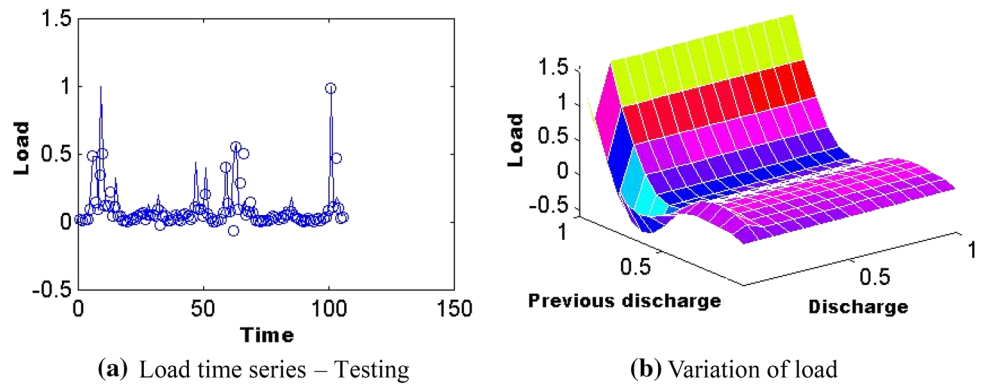 1.5
1
0.5
0
-0.5
Load
0
50
100
150
Time
(a) Load time series – Testing
1.5
1
0.5
0
-0.5
Load
1
0.5
Previous discharge
0.5
1
Discharge
(b) Variation of load